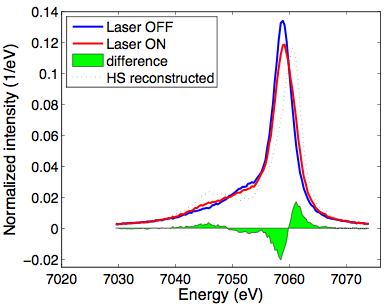 0.14
0.12
0.1
0.08
0.06
0.04
0.02
0
−0.02
Normalized intensity (1/eV)
Laser OFF
Laser ON
difference
HS reconstructed
7020 7030 7040 7050 7060 7070
Energy (eV)